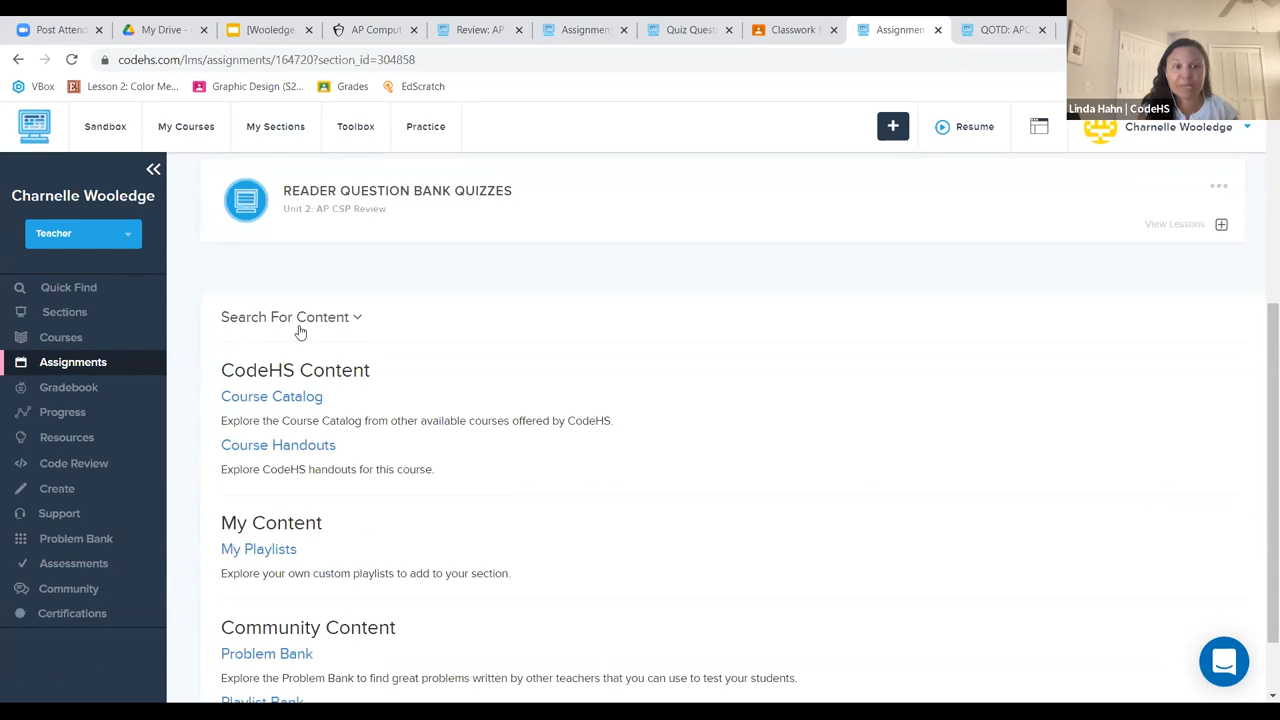 Post Attend
My Drive -
[Wooledge
AP Comput
Review: AP
Assignment
Quiz Quest
Classwork
Assignmen
QOTD: APC
codehs.com/lms/assignments/164720?section_id=304858
VBox
Lesson 2: Color Me...
Graphic Design (S2...
Grades
EdScratch
Linda Hahn | CodeHS
Sandbox
My Courses
My Sections
Toolbox
Practice
+
Resume
Charnelle Wooledge
Charnelle Wooledge
Teacher
Quick Find
Sections
Courses
Assignments
Gradebook
Progress
Resources
Code Review
Create
Support
Problem Bank
Assessments
Community
Certifications
READER QUESTION BANK QUIZZES
Unit 2: AP CSP Review
View Lessons
Search For Content
CodeHS Content
Course Catalog
Explore the Course Catalog from other available courses offered by CodeHS.
Course Handouts
Explore CodeHS handouts for this course.
My Content
My Playlists
Explore your own custom playlists to add to your section.
Community Content
Problem Bank
Explore the Problem Bank to find great problems written by other teachers that you can use to test your students.
Playlist Bank